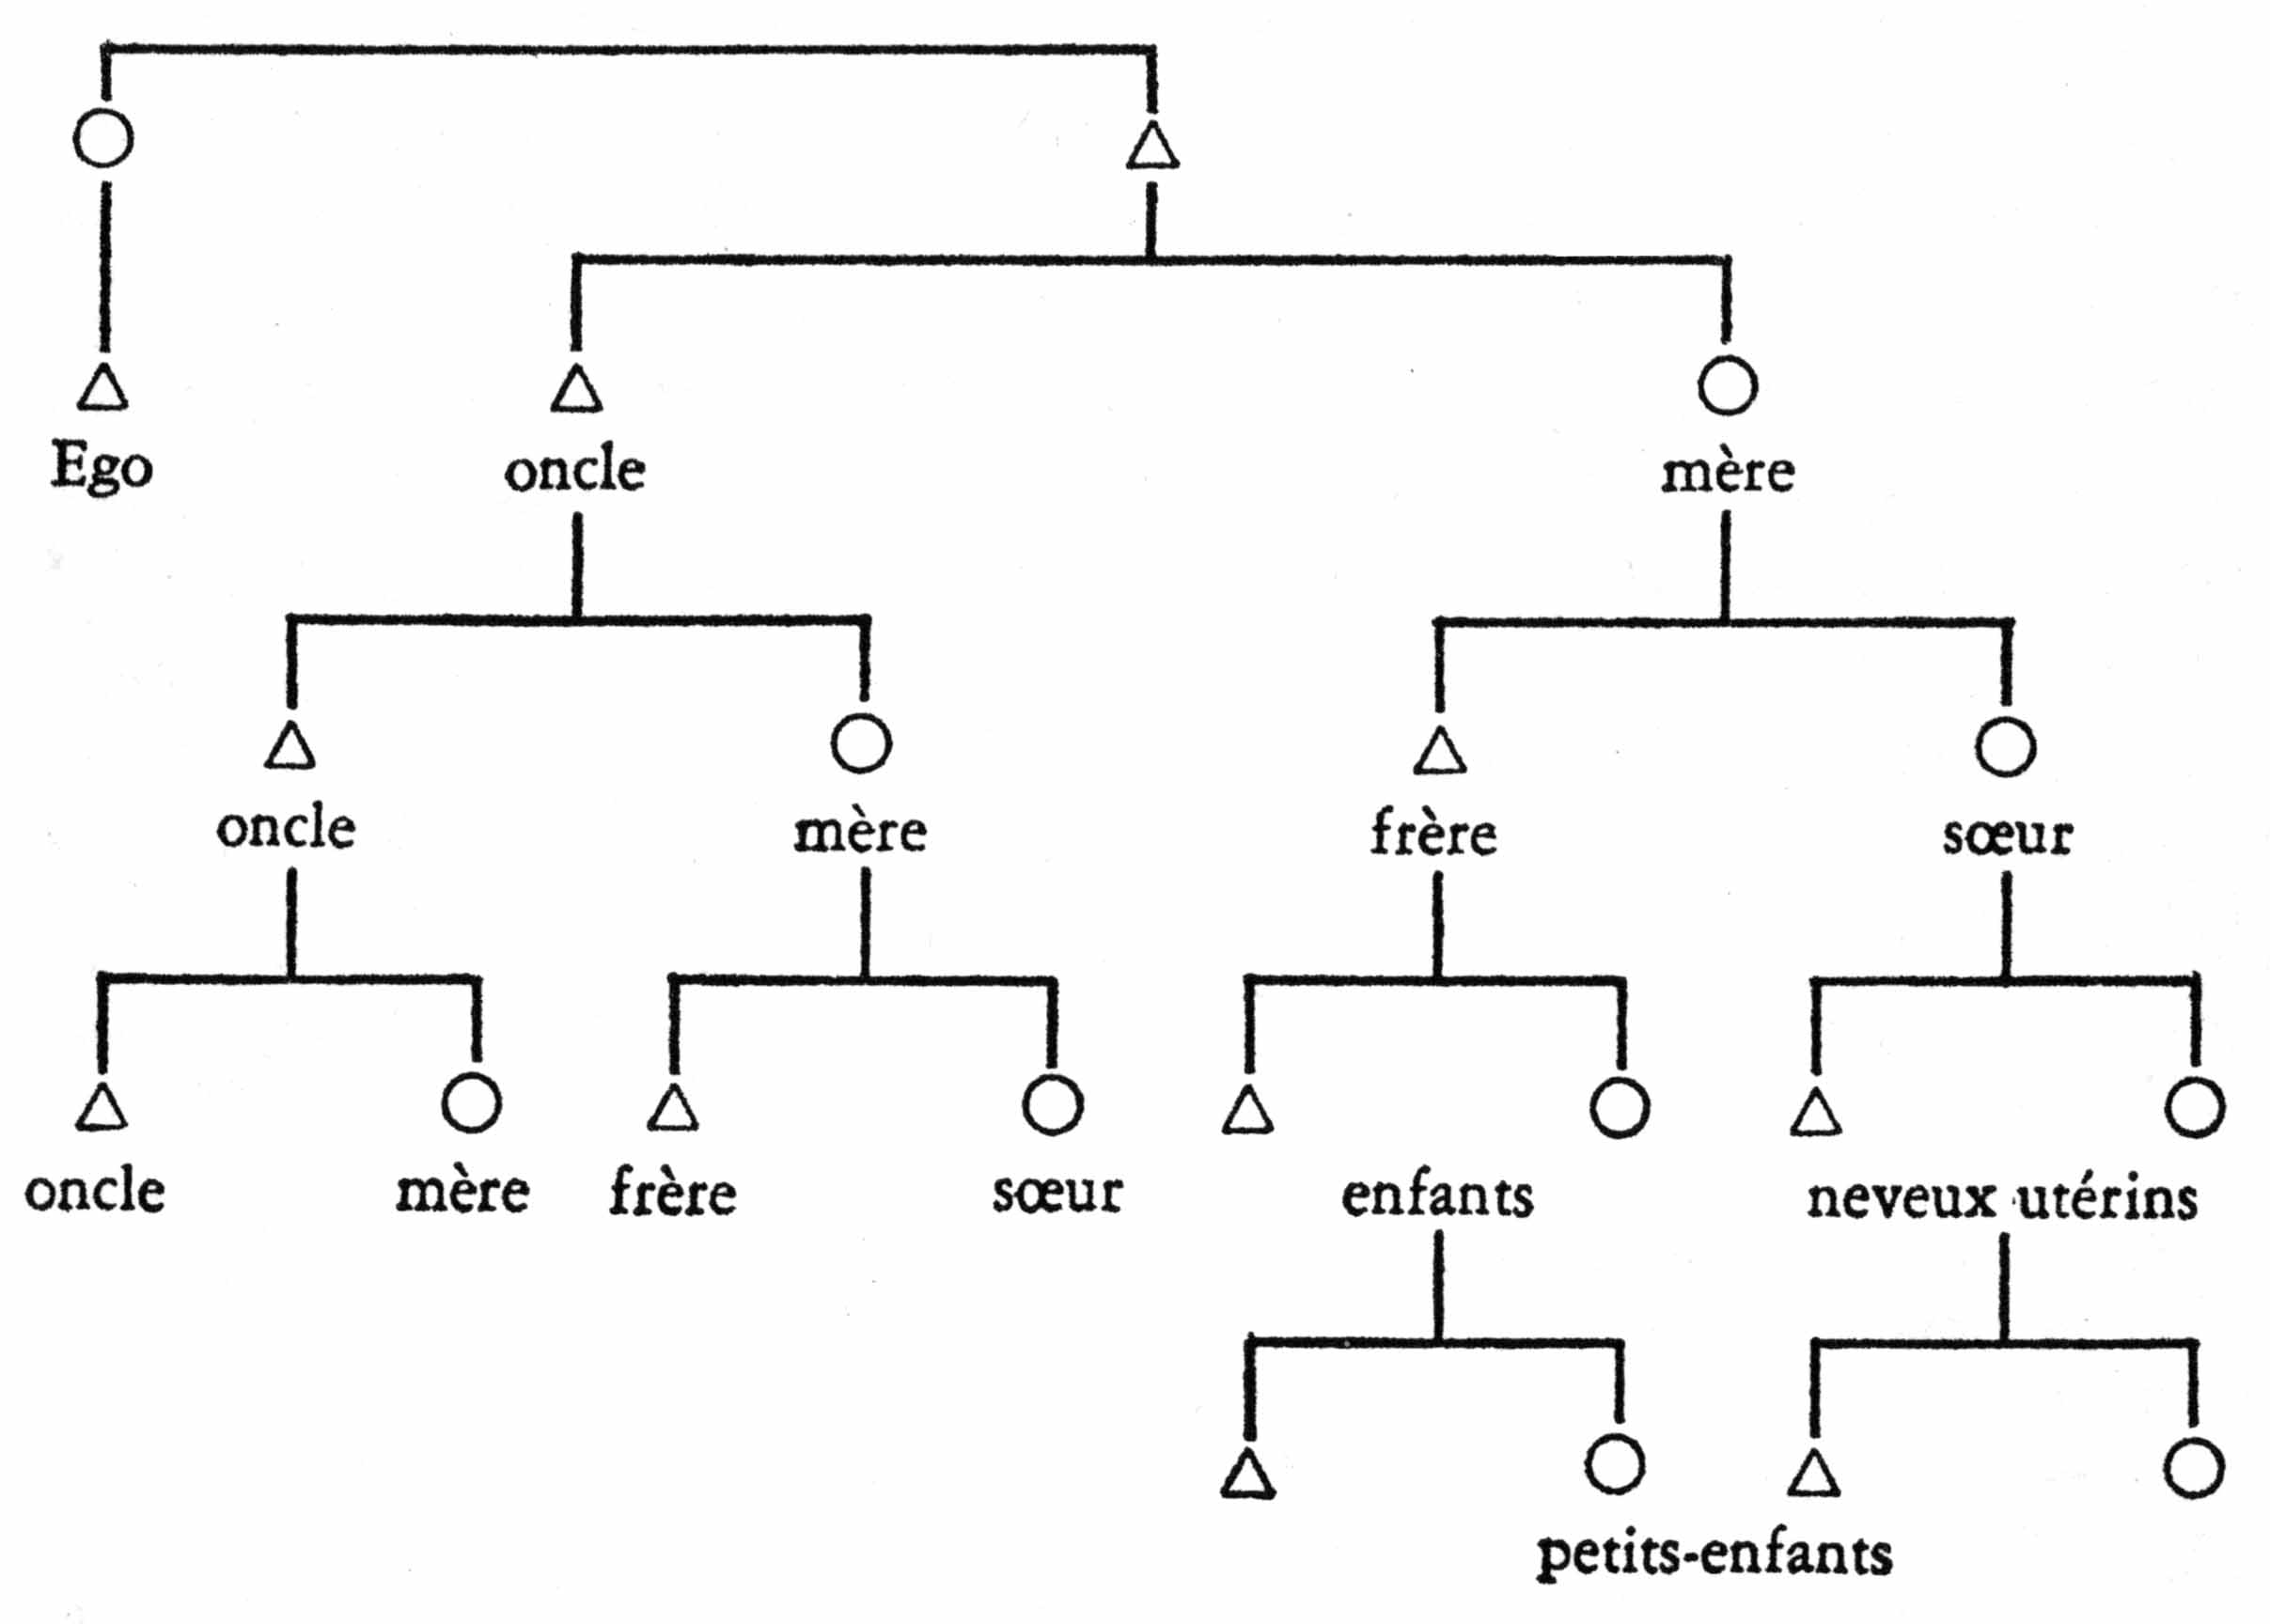 Ego oncle mère
oncle mère frère sœur
oncle mère frère sœur enfants neveux utérins
petits-enfants